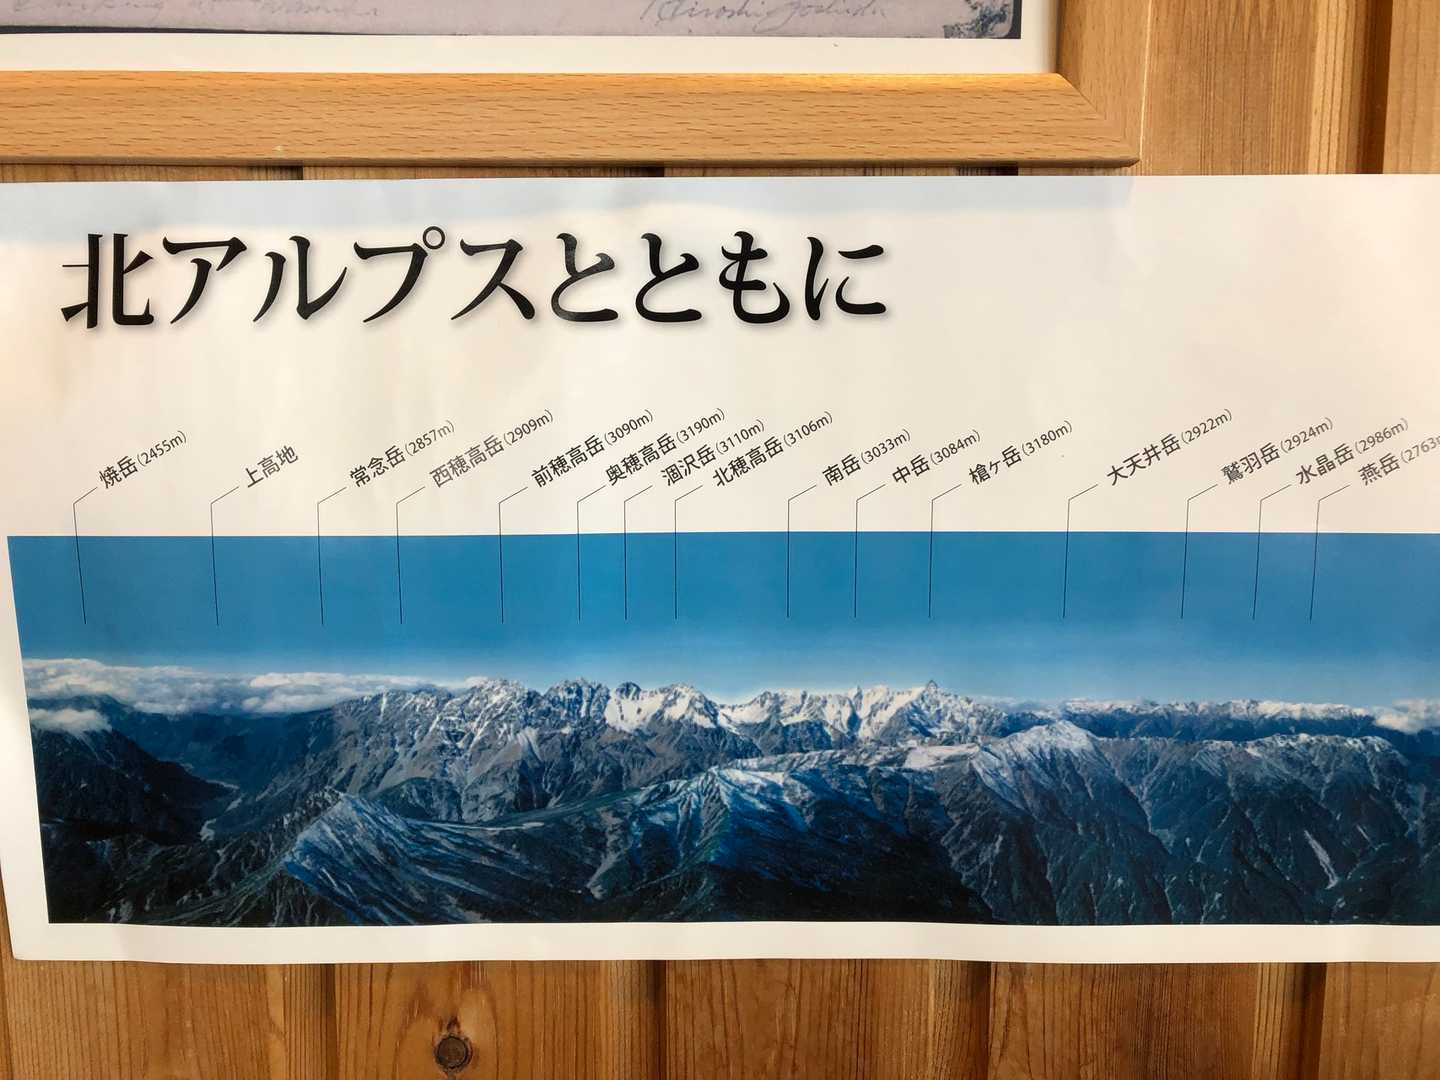 Hiroshi Yoshida
北アルプスとともに
焼岳(2455m)
上高地
常念岳(2857m)
西穂高岳(2909m)
前穂高岳(3090m)
奥穂高岳(3190m)
涸沢岳(3110m)
北穂高岳(3106m)
南岳(3033m)
中岳(3084m)
槍ヶ岳(3180m)
大天井岳(2922m)
鷲羽岳(2924m)
水晶岳(2986m)
燕岳(2763m